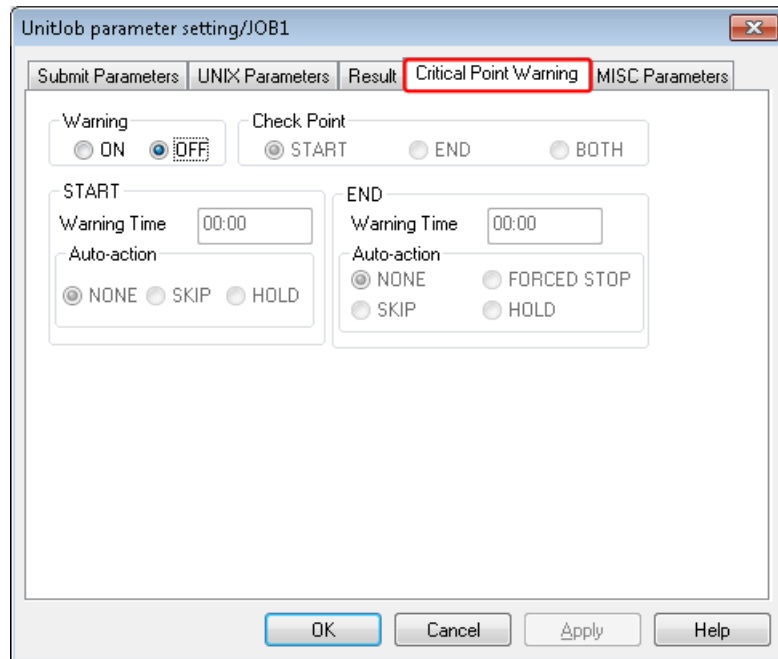 UnitJob parameter setting/JOB1
Submit Parameters UNIX Parameters Result Critical Point Warning MISC Parameters
Warning Check Point
ON OFF START END BOTH
START END
Warning Time 00:00 Warning Time 00:00
Auto-action Auto-action
NONE SKIP HOLD NONE FORCED STOP
SKIP HOLD
OK Cancel Apply Help